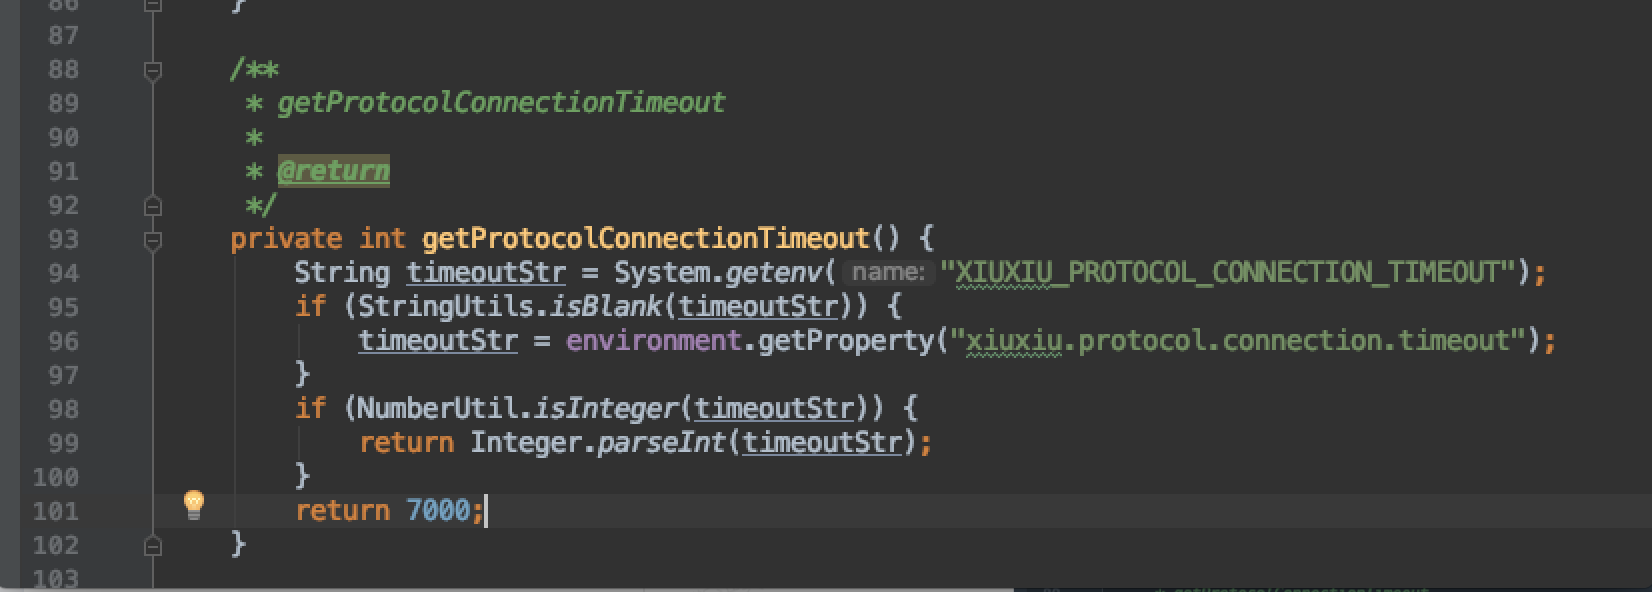 86 }
87
88 /**
89 * getProtocolConnectionTimeout
90 *
91 * @return
92 */
93 private int getProtocolConnectionTimeout() {
94 String timeoutStr = System.getenv( name: "XIUXIU_PROTOCOL_CONNECTION_TIMEOUT");
95 if (StringUtils.isBlank(timeoutStr)) {
96 timeoutStr = environment.getProperty("xiuxiu.protocol.connection.timeout");
97 }
98 if (NumberUtil.isInteger(timeoutStr)) {
99 return Integer.parseInt(timeoutStr);
100 }
101 return 7000;
102 }
103